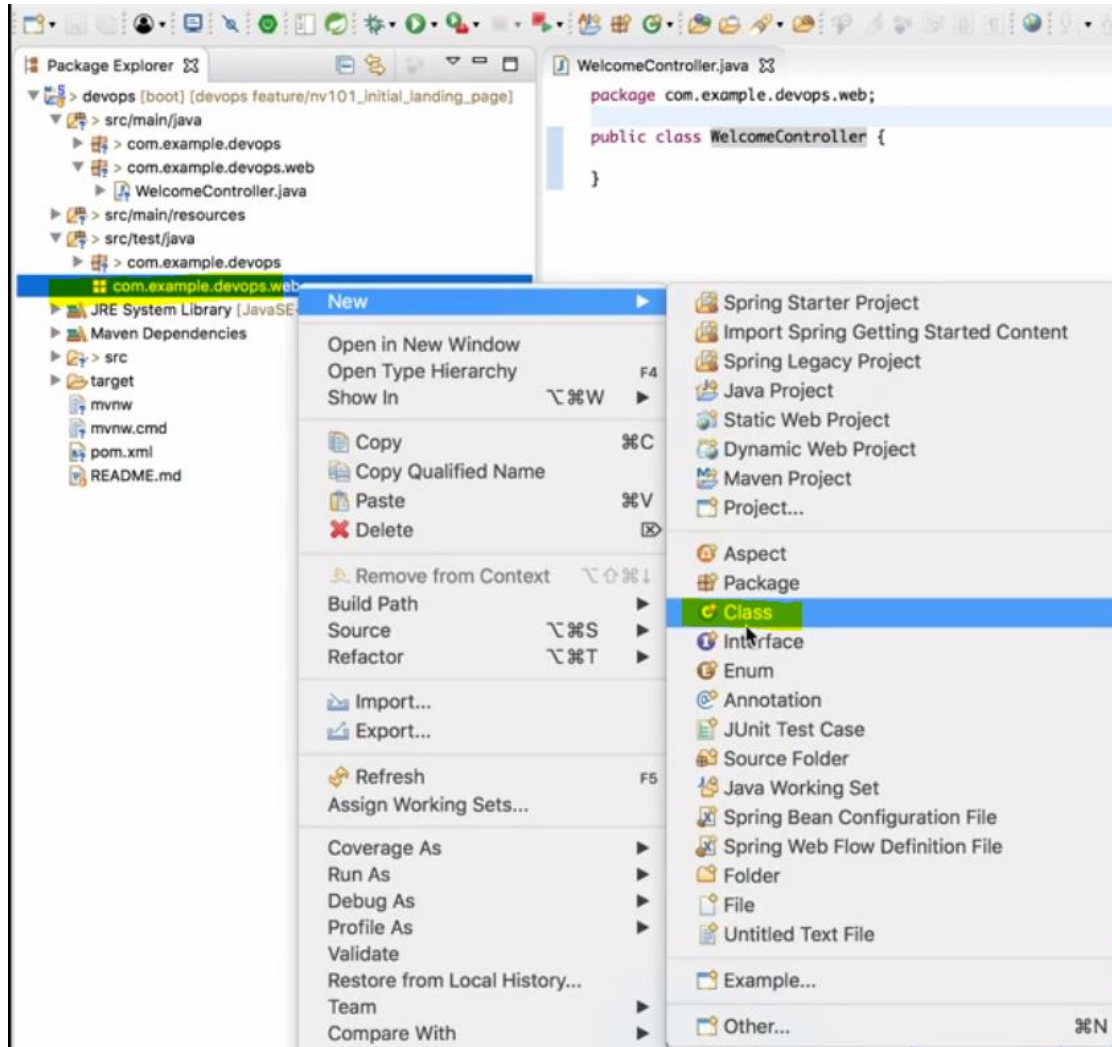 Package Explorer
devops [boot] [devops feature/nv101_initial_landing_page]
> src/main/java
> com.example.devops
> com.example.devops.web
WelcomeController.java
> src/main/resources
> src/test/java
> com.example.devops
com.example.devops.web
JRE System Library [JavaSE-
Maven Dependencies
> src
target
mvnw
mvnw.cmd
pom.xml
README.md
WelcomeController.java
package com.example.devops.web;
public class WelcomeController {
}
New
Open in New Window
Open Type Hierarchy F4
Show In ⌥⌘W
Copy ⌘C
Copy Qualified Name
Paste ⌘V
Delete ⌦
Remove from Context ⌥⇧⌘↓
Build Path
Source ⌥⌘S
Refactor ⌥⌘T
Import...
Export...
Refresh F5
Assign Working Sets...
Coverage As
Run As
Debug As
Profile As
Validate
Restore from Local History...
Team
Compare With
Spring Starter Project
Import Spring Getting Started Content
Spring Legacy Project
Java Project
Static Web Project
Dynamic Web Project
Maven Project
Project...
Aspect
Package
Class
Interface
Enum
Annotation
JUnit Test Case
Source Folder
Java Working Set
Spring Bean Configuration File
Spring Web Flow Definition File
Folder
File
Untitled Text File
Example...
Other... ⌘N